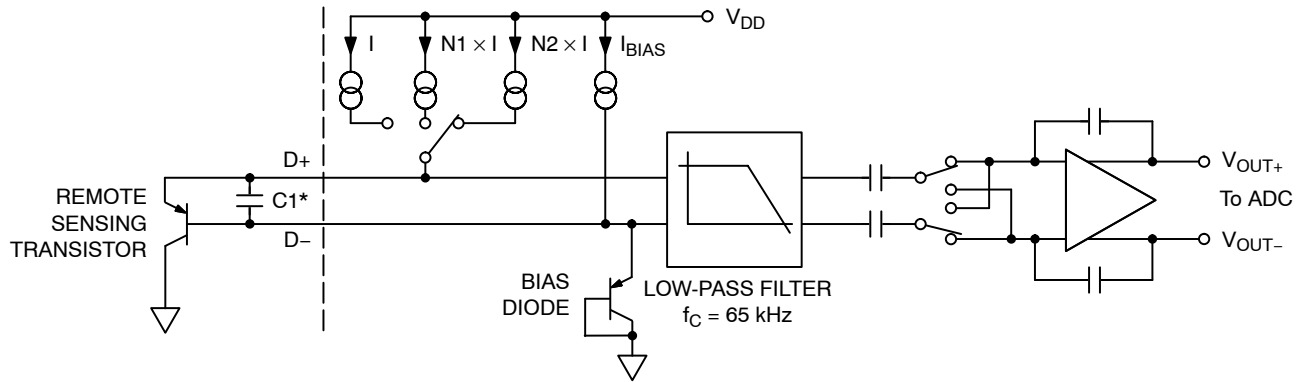 V_DD
I
N1 × I
N2 × I
I_BIAS
D+
C1*
D−
REMOTE
SENSING
TRANSISTOR
BIAS
DIODE
LOW-PASS FILTER
f_C = 65 kHz
V_OUT+
To ADC
V_OUT−